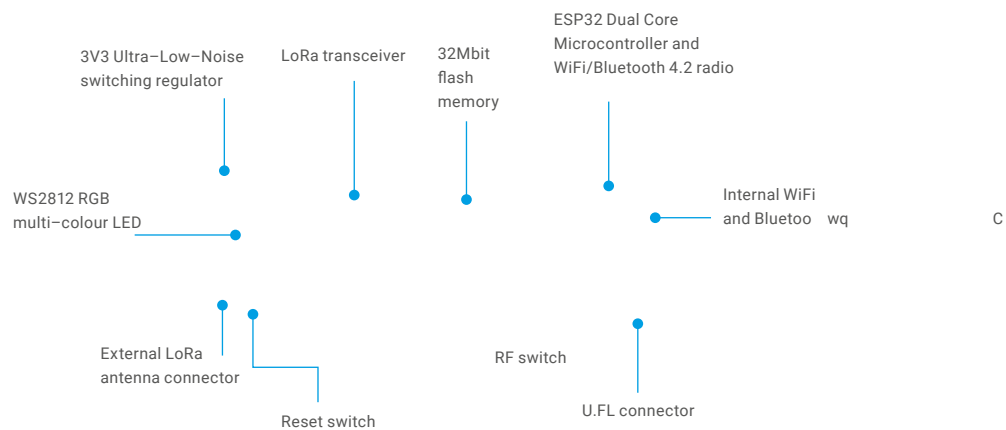 ESP32 Dual Core
Microcontroller and
WiFi/Bluetooth 4.2 radio
3V3 Ultra–Low–Noise
switching regulator
LoRa transceiver
32Mbit
flash
memory
WS2812 RGB
multi–colour LED
Internal WiFi
and Bluetoo wq C
External LoRa
antenna connector
RF switch
Reset switch
U.FL connector